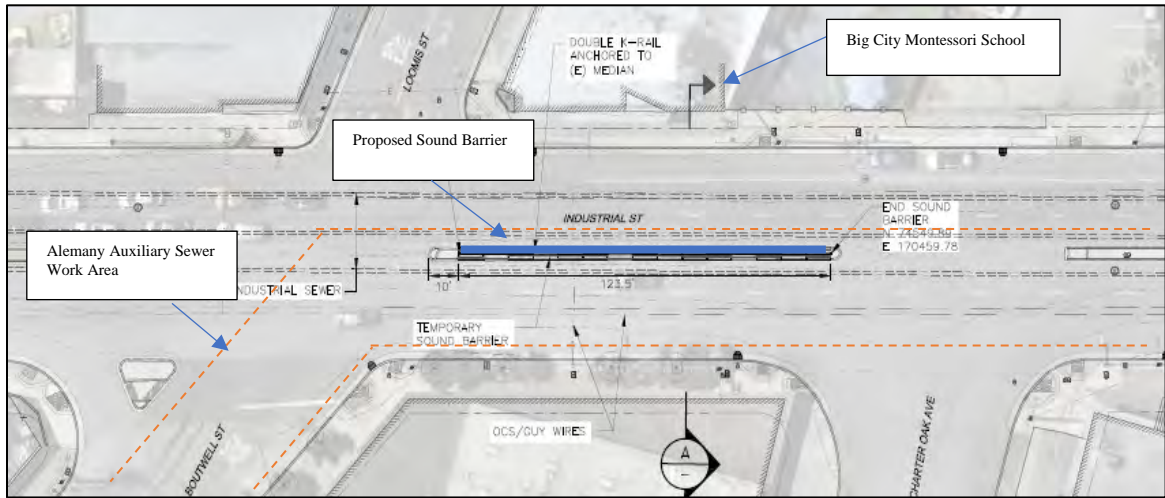 LOOMIS ST
DOUBLE K-RAIL
ANCHORED TO
(E) MEDIAN
Big City Montessori School
Proposed Sound Barrier
INDUSTRIAL ST
END SOUND
BARRIER
E 170459.78
Alemany Auxiliary Sewer
Work Area
INDUSTRIAL SEWER
10'
123.5'
TEMPORARY
SOUND BARRIER
OCS/GUY WIRES
A
BOUTWELL ST
CHARTER OAK AVE